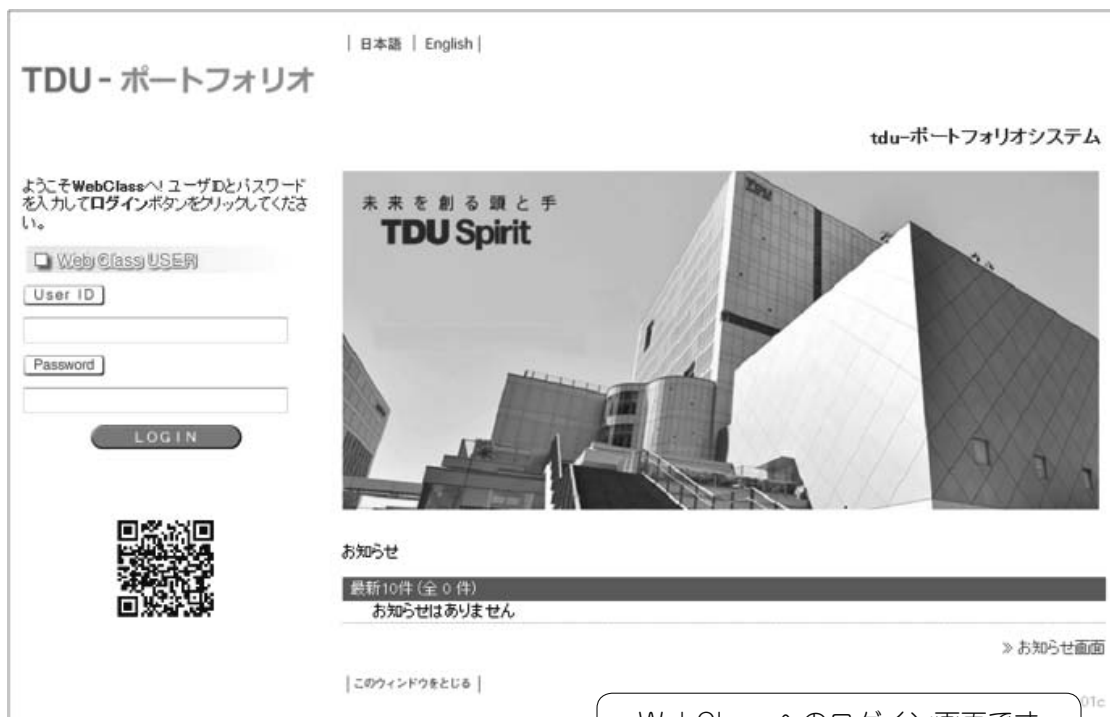 | 日本語 | English |
TDU - ポートフォリオ
tdu-ポートフォリオシステム
ようこそWebClassへ! ユーザIDとパスワード
を入力してログインボタンをクリックしてくださ
い。
Web Class USER
User ID
Password
LOGIN
未来を創る頭と手
TDU Spirit
お知らせ
最新10件 (全 0 件)
お知らせはありません
≫ お知らせ画面
| このウィンドウをとじる |
01c